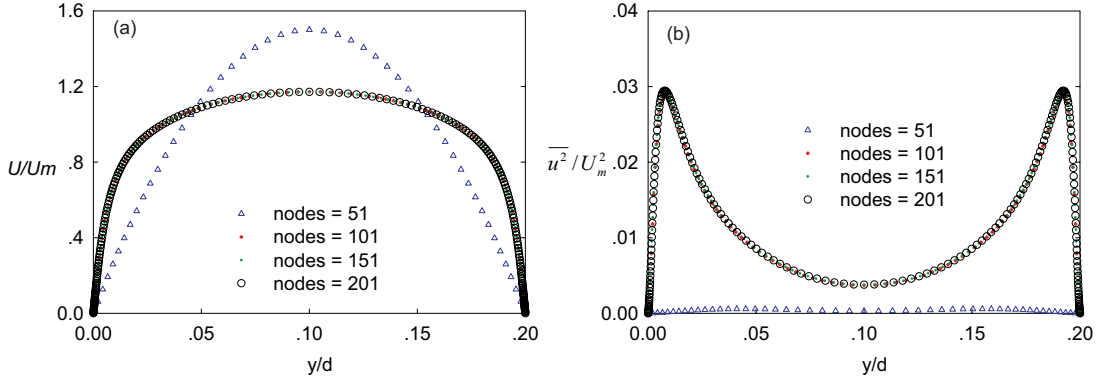 (a)
U/Um
1.6
1.2
.8
.4
0.0
0.00
.05
.10
.15
.20
y/d
nodes = 51
nodes = 101
nodes = 151
nodes = 201
(b)
u² / U²ₘ
.04
.03
.02
.01
0.00
0.00
.05
.10
.15
.20
y/d
nodes = 51
nodes = 101
nodes = 151
nodes = 201